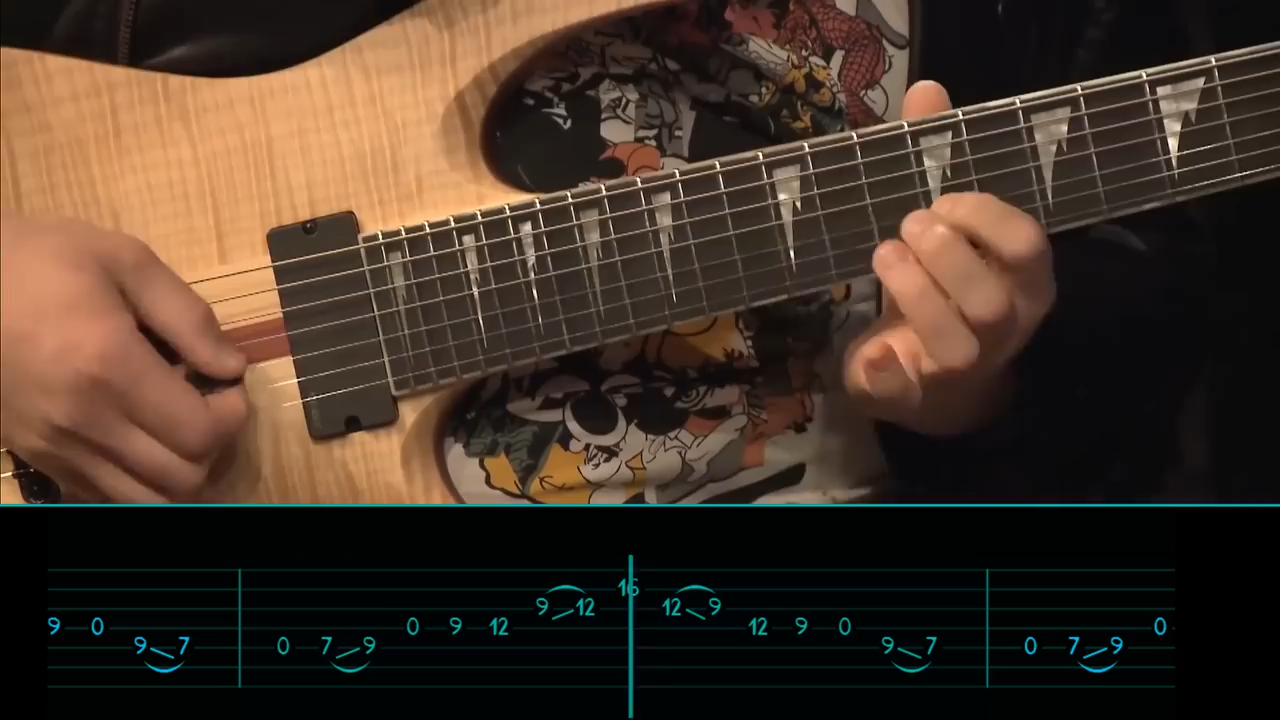 16
9 12 12 9
9 0 0 9 12 12 9 0 0
9 7 0 7 9 9 7 0 7 9